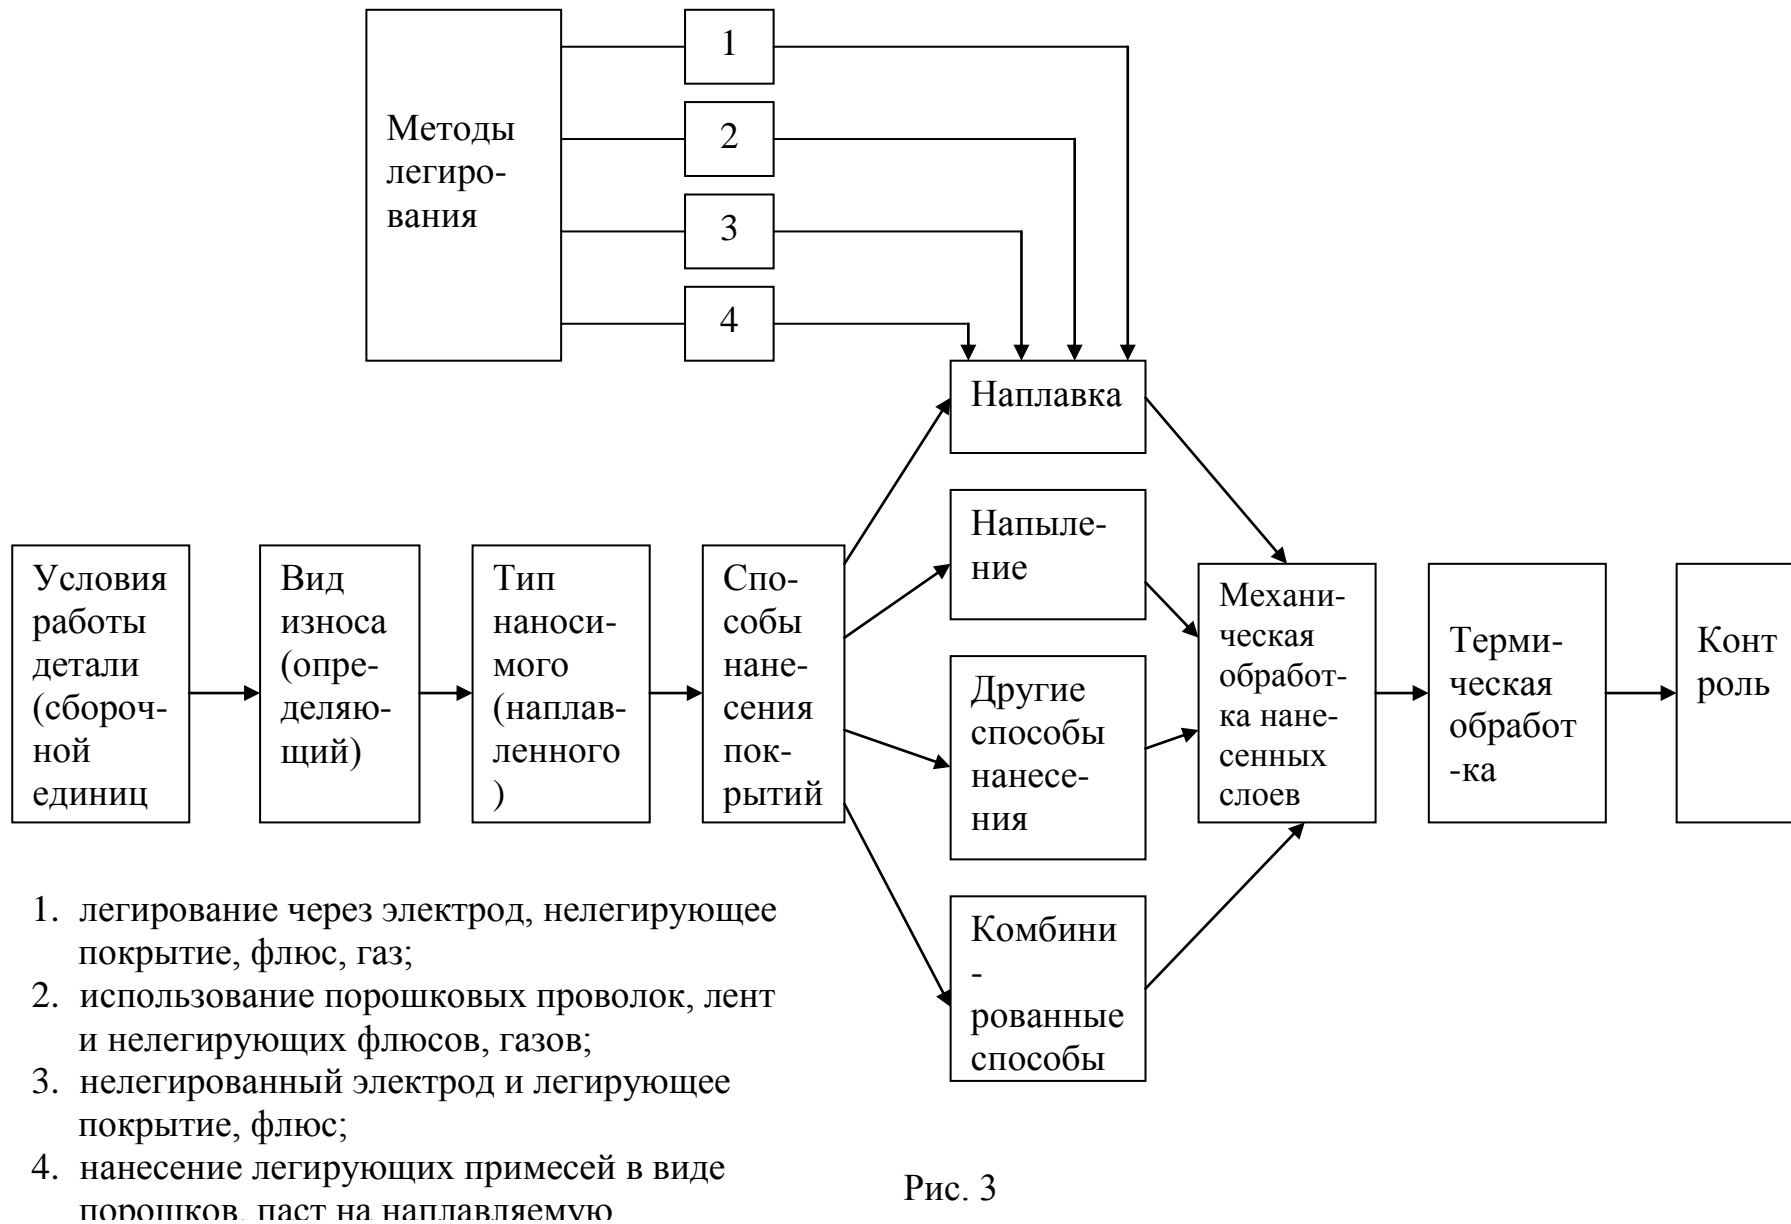 Методы
легиро-
вания
1
2
3
4
Наплавка
Напыле-
ние
Другие
способы
нанесе-
ния
Комбини
-
рованные
способы
Условия
работы
детали
(сбороч-
ной
единиц
Вид
износа
(опре-
деляю-
щий)
Тип
наноси-
мого
(наплав-
ленного
)
Спо-
собы
нане-
сения
пок-
рытий
Механи-
ческая
обработ-
ка нане-
сенных
слоев
Терми-
ческая
обработ
-ка
Конт
роль
1. легирование через электрод, нелегирующее
покрытие, флюс, газ;
2. использование порошковых проволок, лент
и нелегирующих флюсов, газов;
3. нелегированный электрод и легирующее
покрытие, флюс;
4. нанесение легирующих примесей в виде
порошков, паст на наплавляемую
Рис. 3